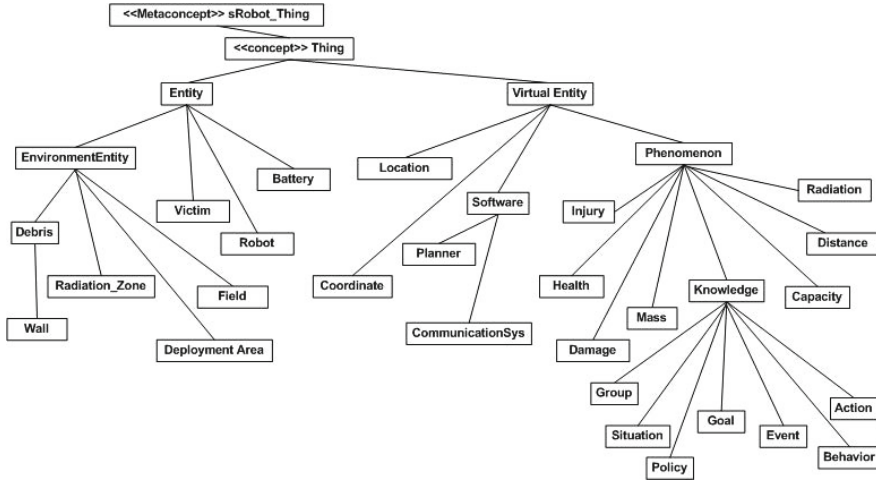 <<Metaconcept>> sRobot_Thing
<<concept>> Thing
Entity
Virtual Entity
EnvironmentEntity
Location
Phenomenon
Battery
Radiation
Software
Victim
Injury
Debris
Robot
Distance
Planner
Radiation_Zone
Field
Coordinate
Health
Knowledge
Capacity
Mass
Wall
CommunicationSys
Deployment Area
Damage
Group
Action
Goal
Situation
Event
Behavior
Policy